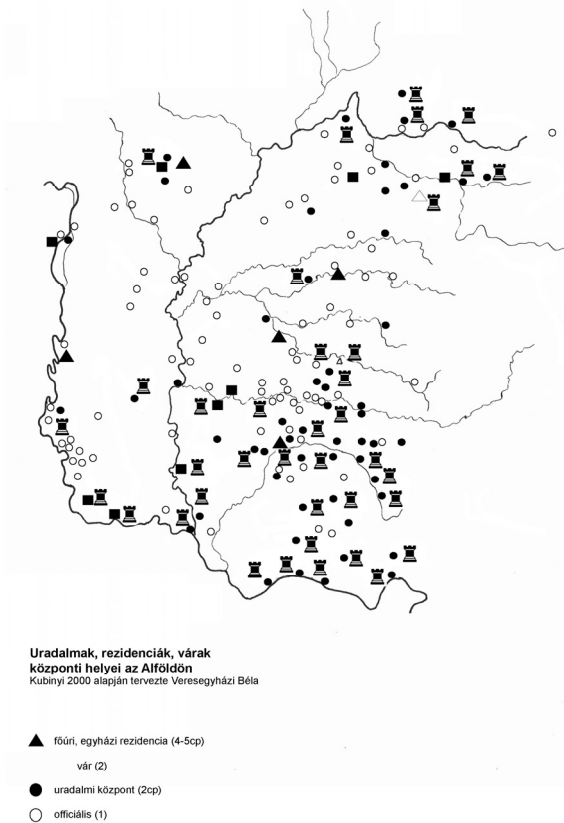 Uradalmak, rezidenciák, várak
központi helyei az Alföldön
Kubinyi 2000 alapján tervezte Veresegyházi Béla
főúri, egyházi rezidencia (4-5cp)
vár (2)
uradalmi központ (2cp)
officiális (1)